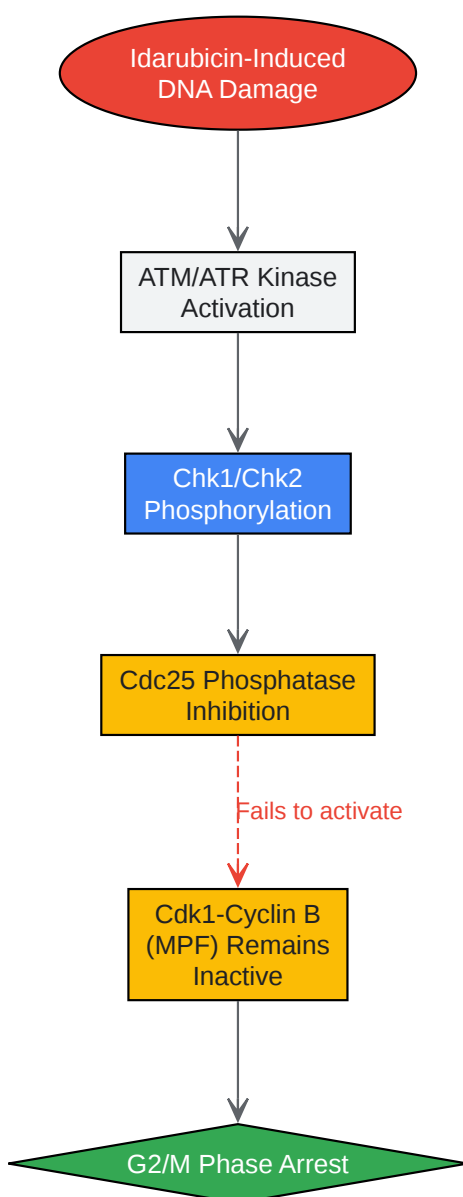 Idarubicin-Induced
DNA Damage
ATM/ATR Kinase
Activation
Chk1/Chk2
Phosphorylation
Cdc25 Phosphatase
Inhibition
Fails to activate
Cdk1-Cyclin B
(MPF) Remains
Inactive
G2/M Phase Arrest